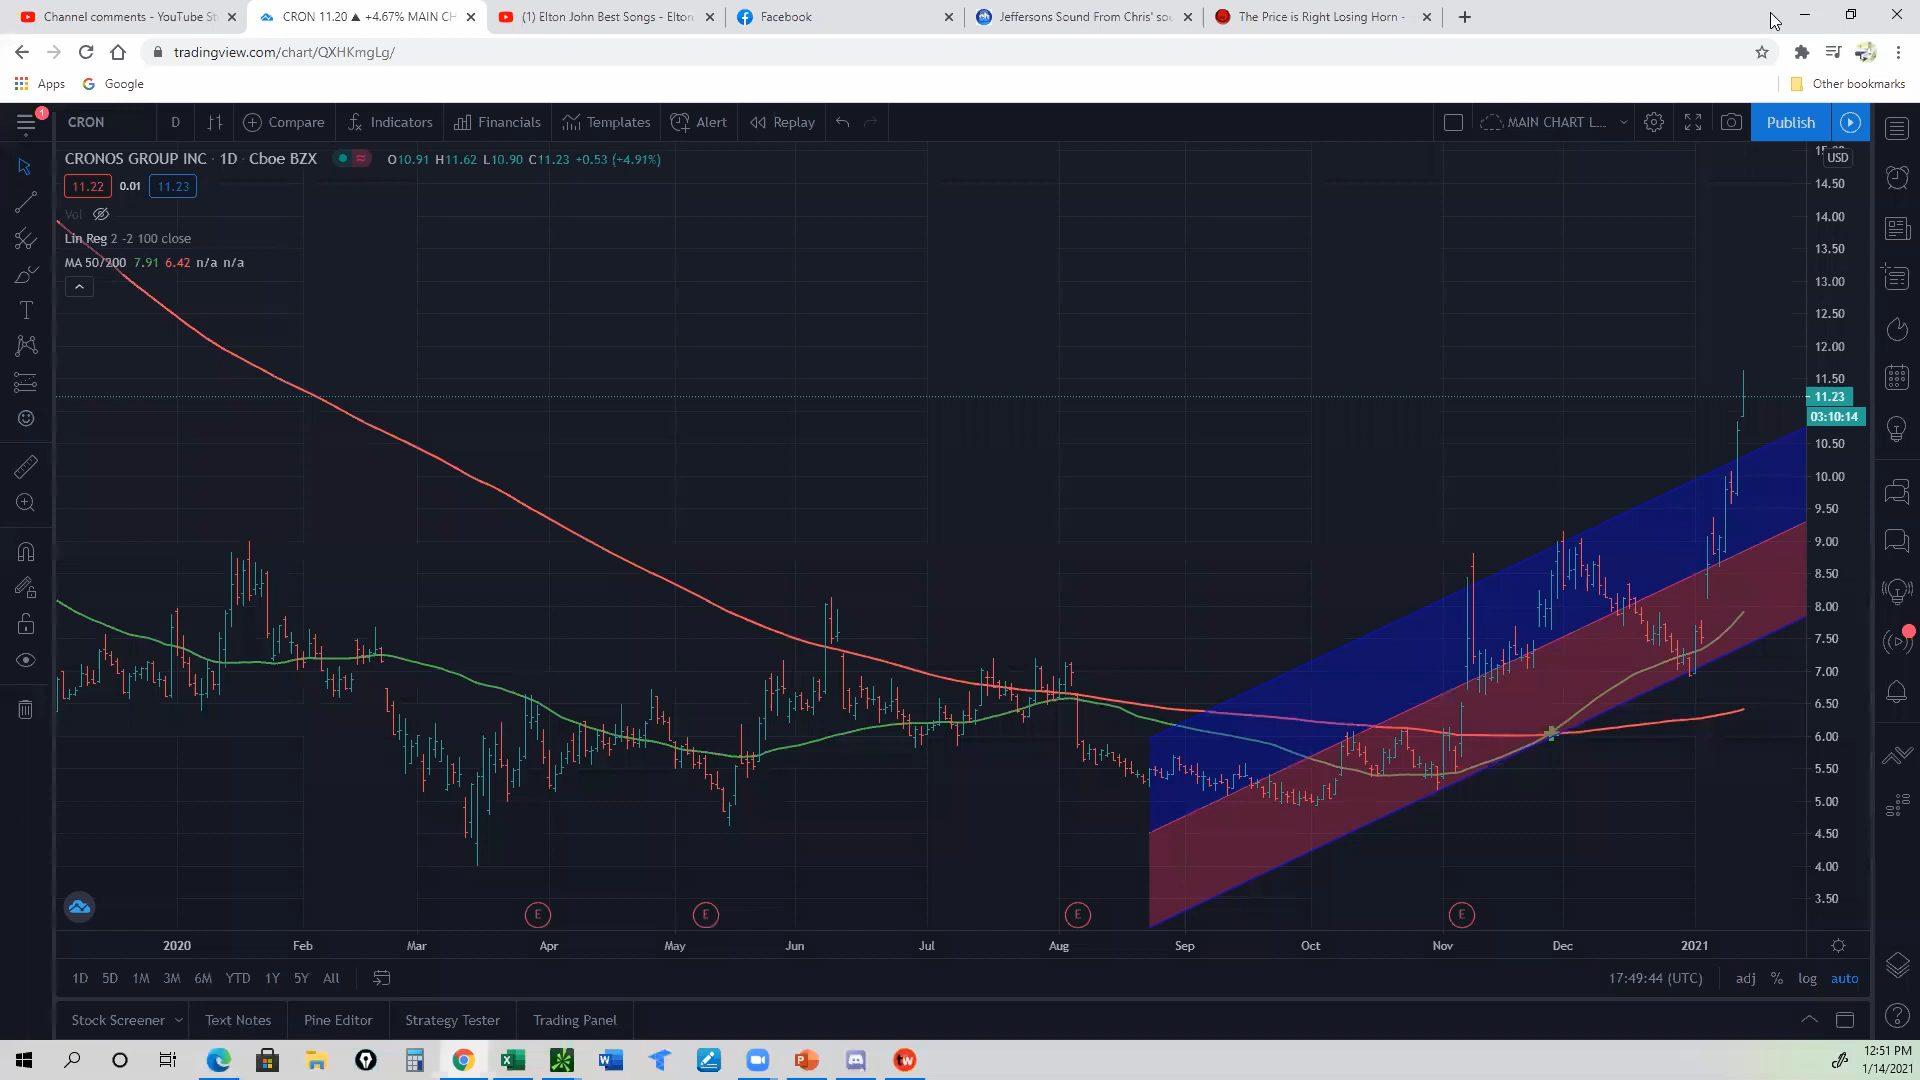 Channel comments - YouTube St
CRON 11.20 ▲ +4.67% MAIN CH
(1) Elton John Best Songs - Elton
Facebook
Jeffersons Sound From Chris' sou
The Price is Right Losing Horn -
tradingview.com/chart/QXHKmgLg/
Apps
Google
Other bookmarks
1
CRON
D
Compare
Indicators
Financials
Templates
Alert
Replay
MAIN CHART L...
Publish
CRONOS GROUP INC · 1D · Cboe BZX
O10.91 H11.62 L10.90 C11.23 +0.53 (+4.91%)
USD
11.22 0.01 11.23
Vol
Lin Reg 2 -2 100 close
MA 50/200 7.91 6.42 n/a n/a
14.50
14.00
13.50
13.00
12.50
12.00
11.50
11.23
03:10:14
10.50
10.00
9.50
9.00
8.50
8.00
7.50
7.00
6.50
6.00
5.50
5.00
4.50
4.00
3.50
E E E E
2020 Feb Mar Apr May Jun Jul Aug Sep Oct Nov Dec 2021
1D 5D 1M 3M 6M YTD 1Y 5Y All
17:49:44 (UTC) adj % log auto
Stock Screener Text Notes Pine Editor Strategy Tester Trading Panel
12:51 PM
1/14/2021